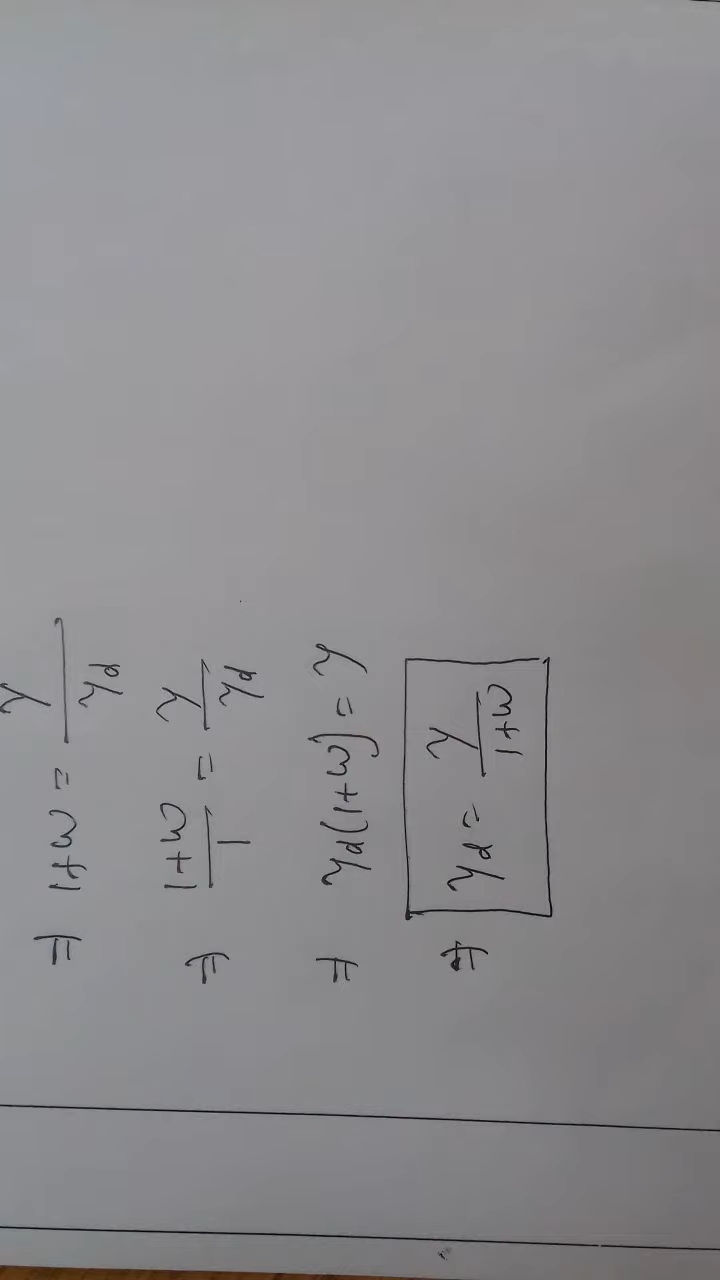 ⇒ 1+w = γ/γd
⇒ (1+w)/1 = γ/γd
⇒ γd(1+w) = γ
⇒ γd = γ/(1+w)